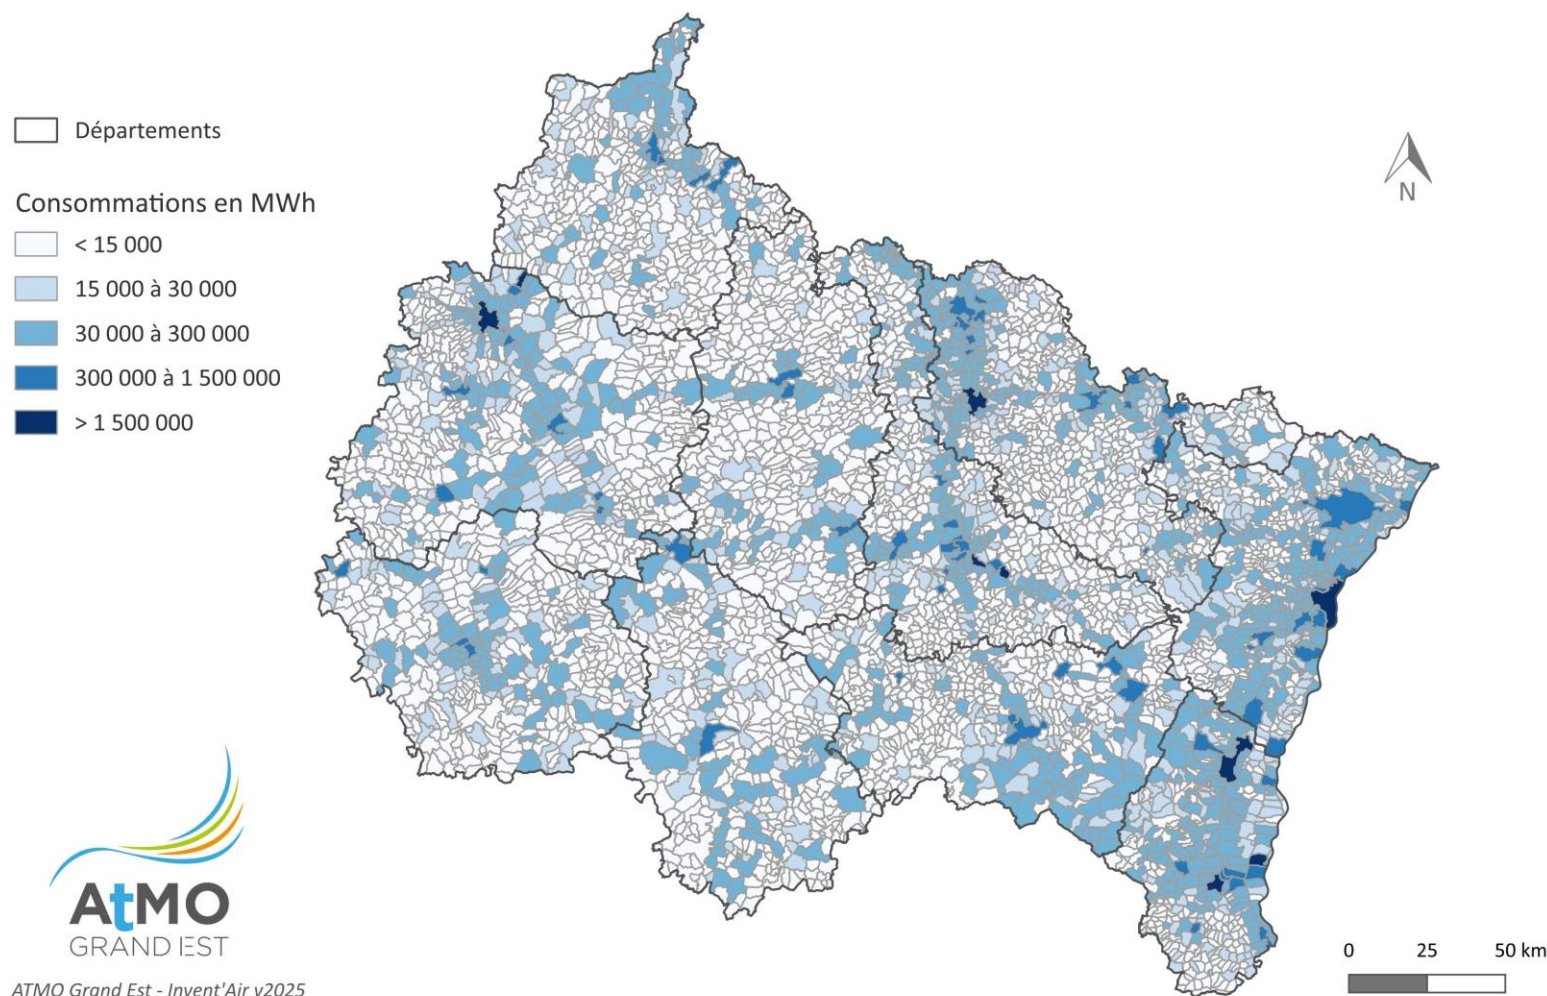 Départements
Consommations en MWh
< 15 000
15 000 à 30 000
30 000 à 300 000
300 000 à 1 500 000
> 1 500 000
N
AtMO
GRAND EST
0 25 50 km
ATMO Grand Est - Invent'Air v2025